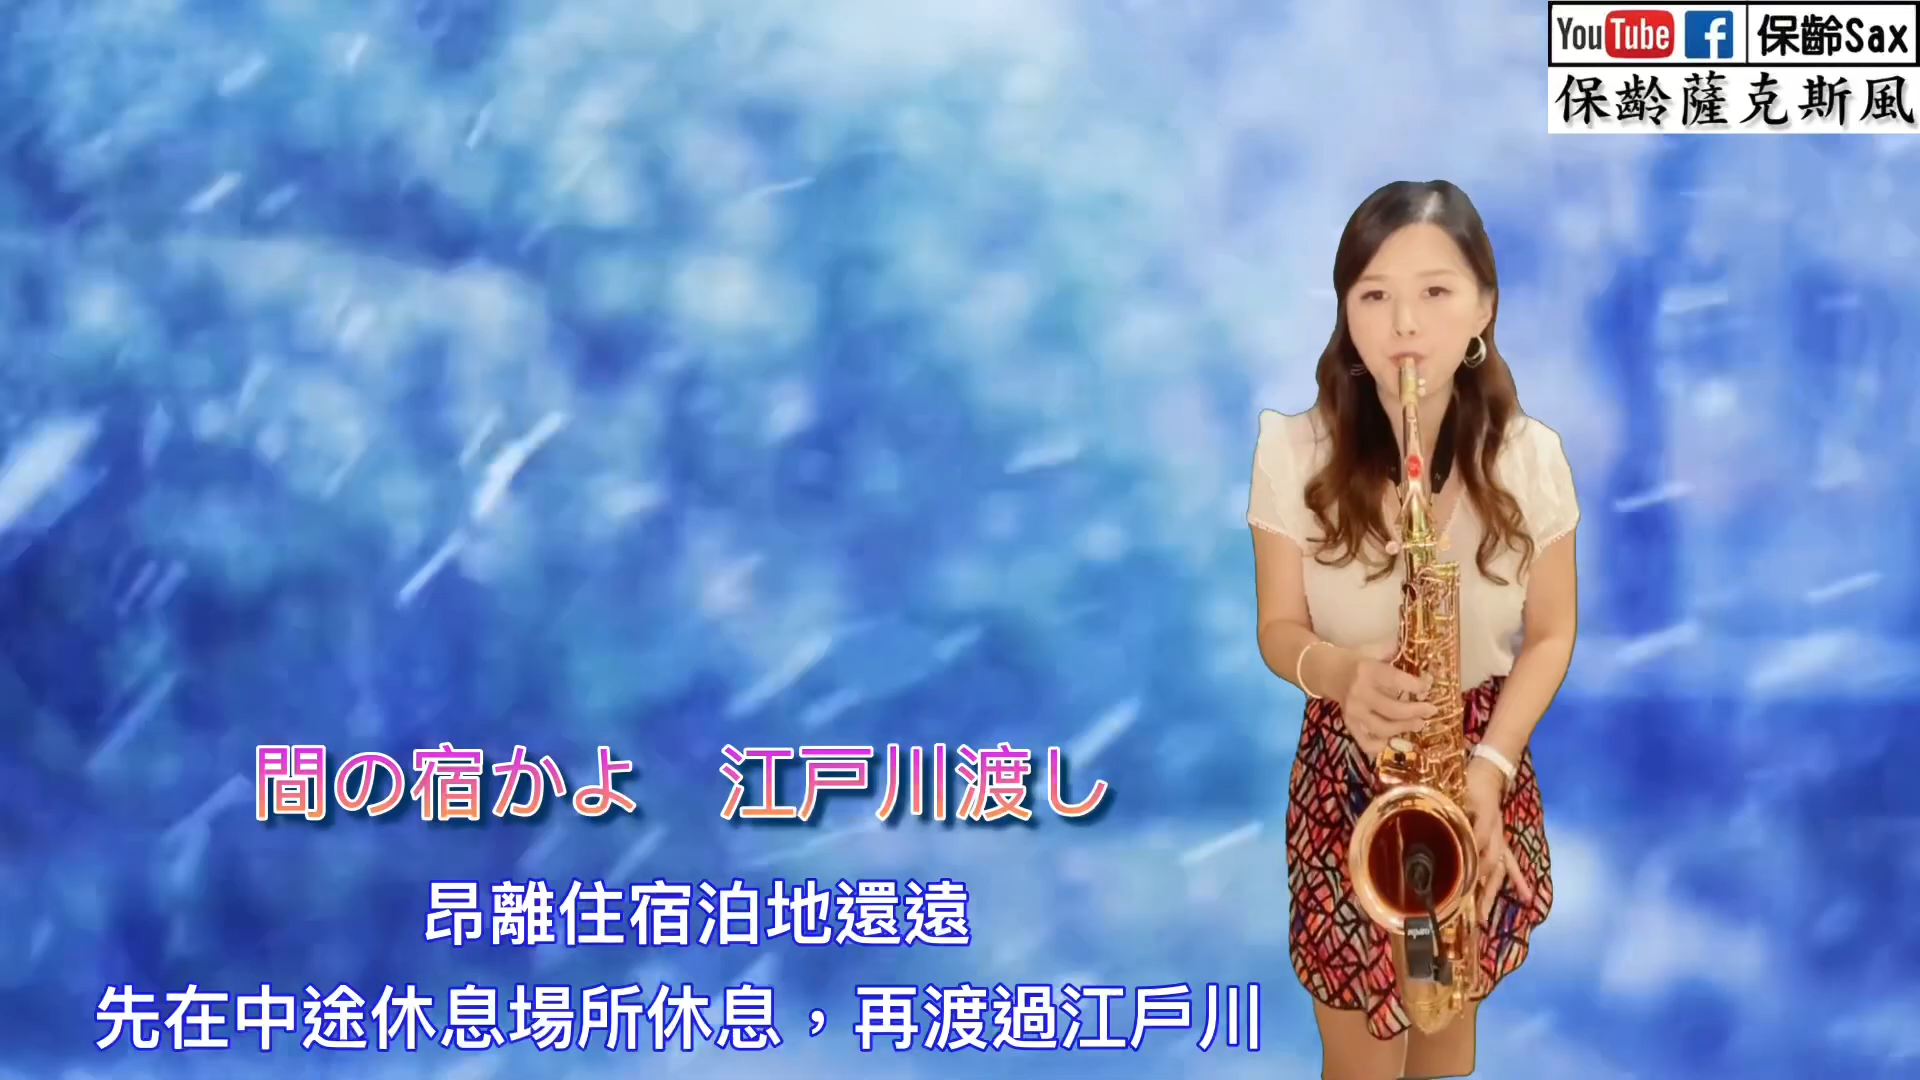 YouTube f 保齡Sax
保齡薩克斯風
間の宿かよ 江戸川渡し
昂離住宿泊地還遠
先在中途休息場所休息，再渡過江戶川